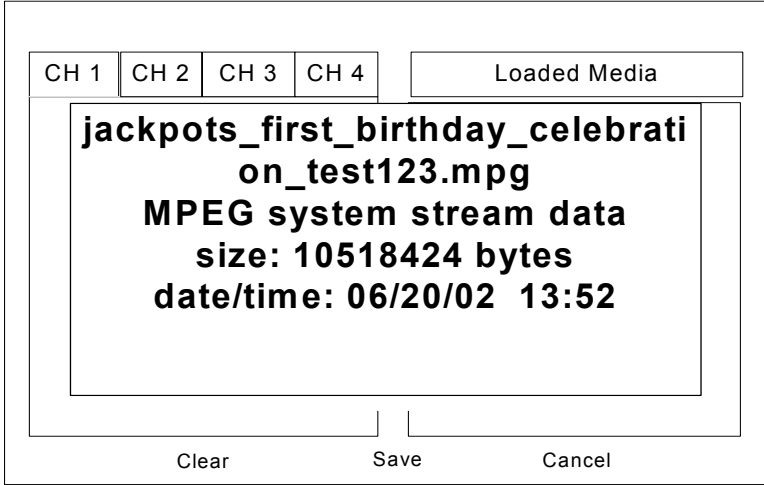 CH 1 CH 2 CH 3 CH 4 Loaded Media
jackpots_first_birthday_celebrati
on_test123.mpg
MPEG system stream data
size: 10518424 bytes
date/time: 06/20/02 13:52
Clear Save Cancel